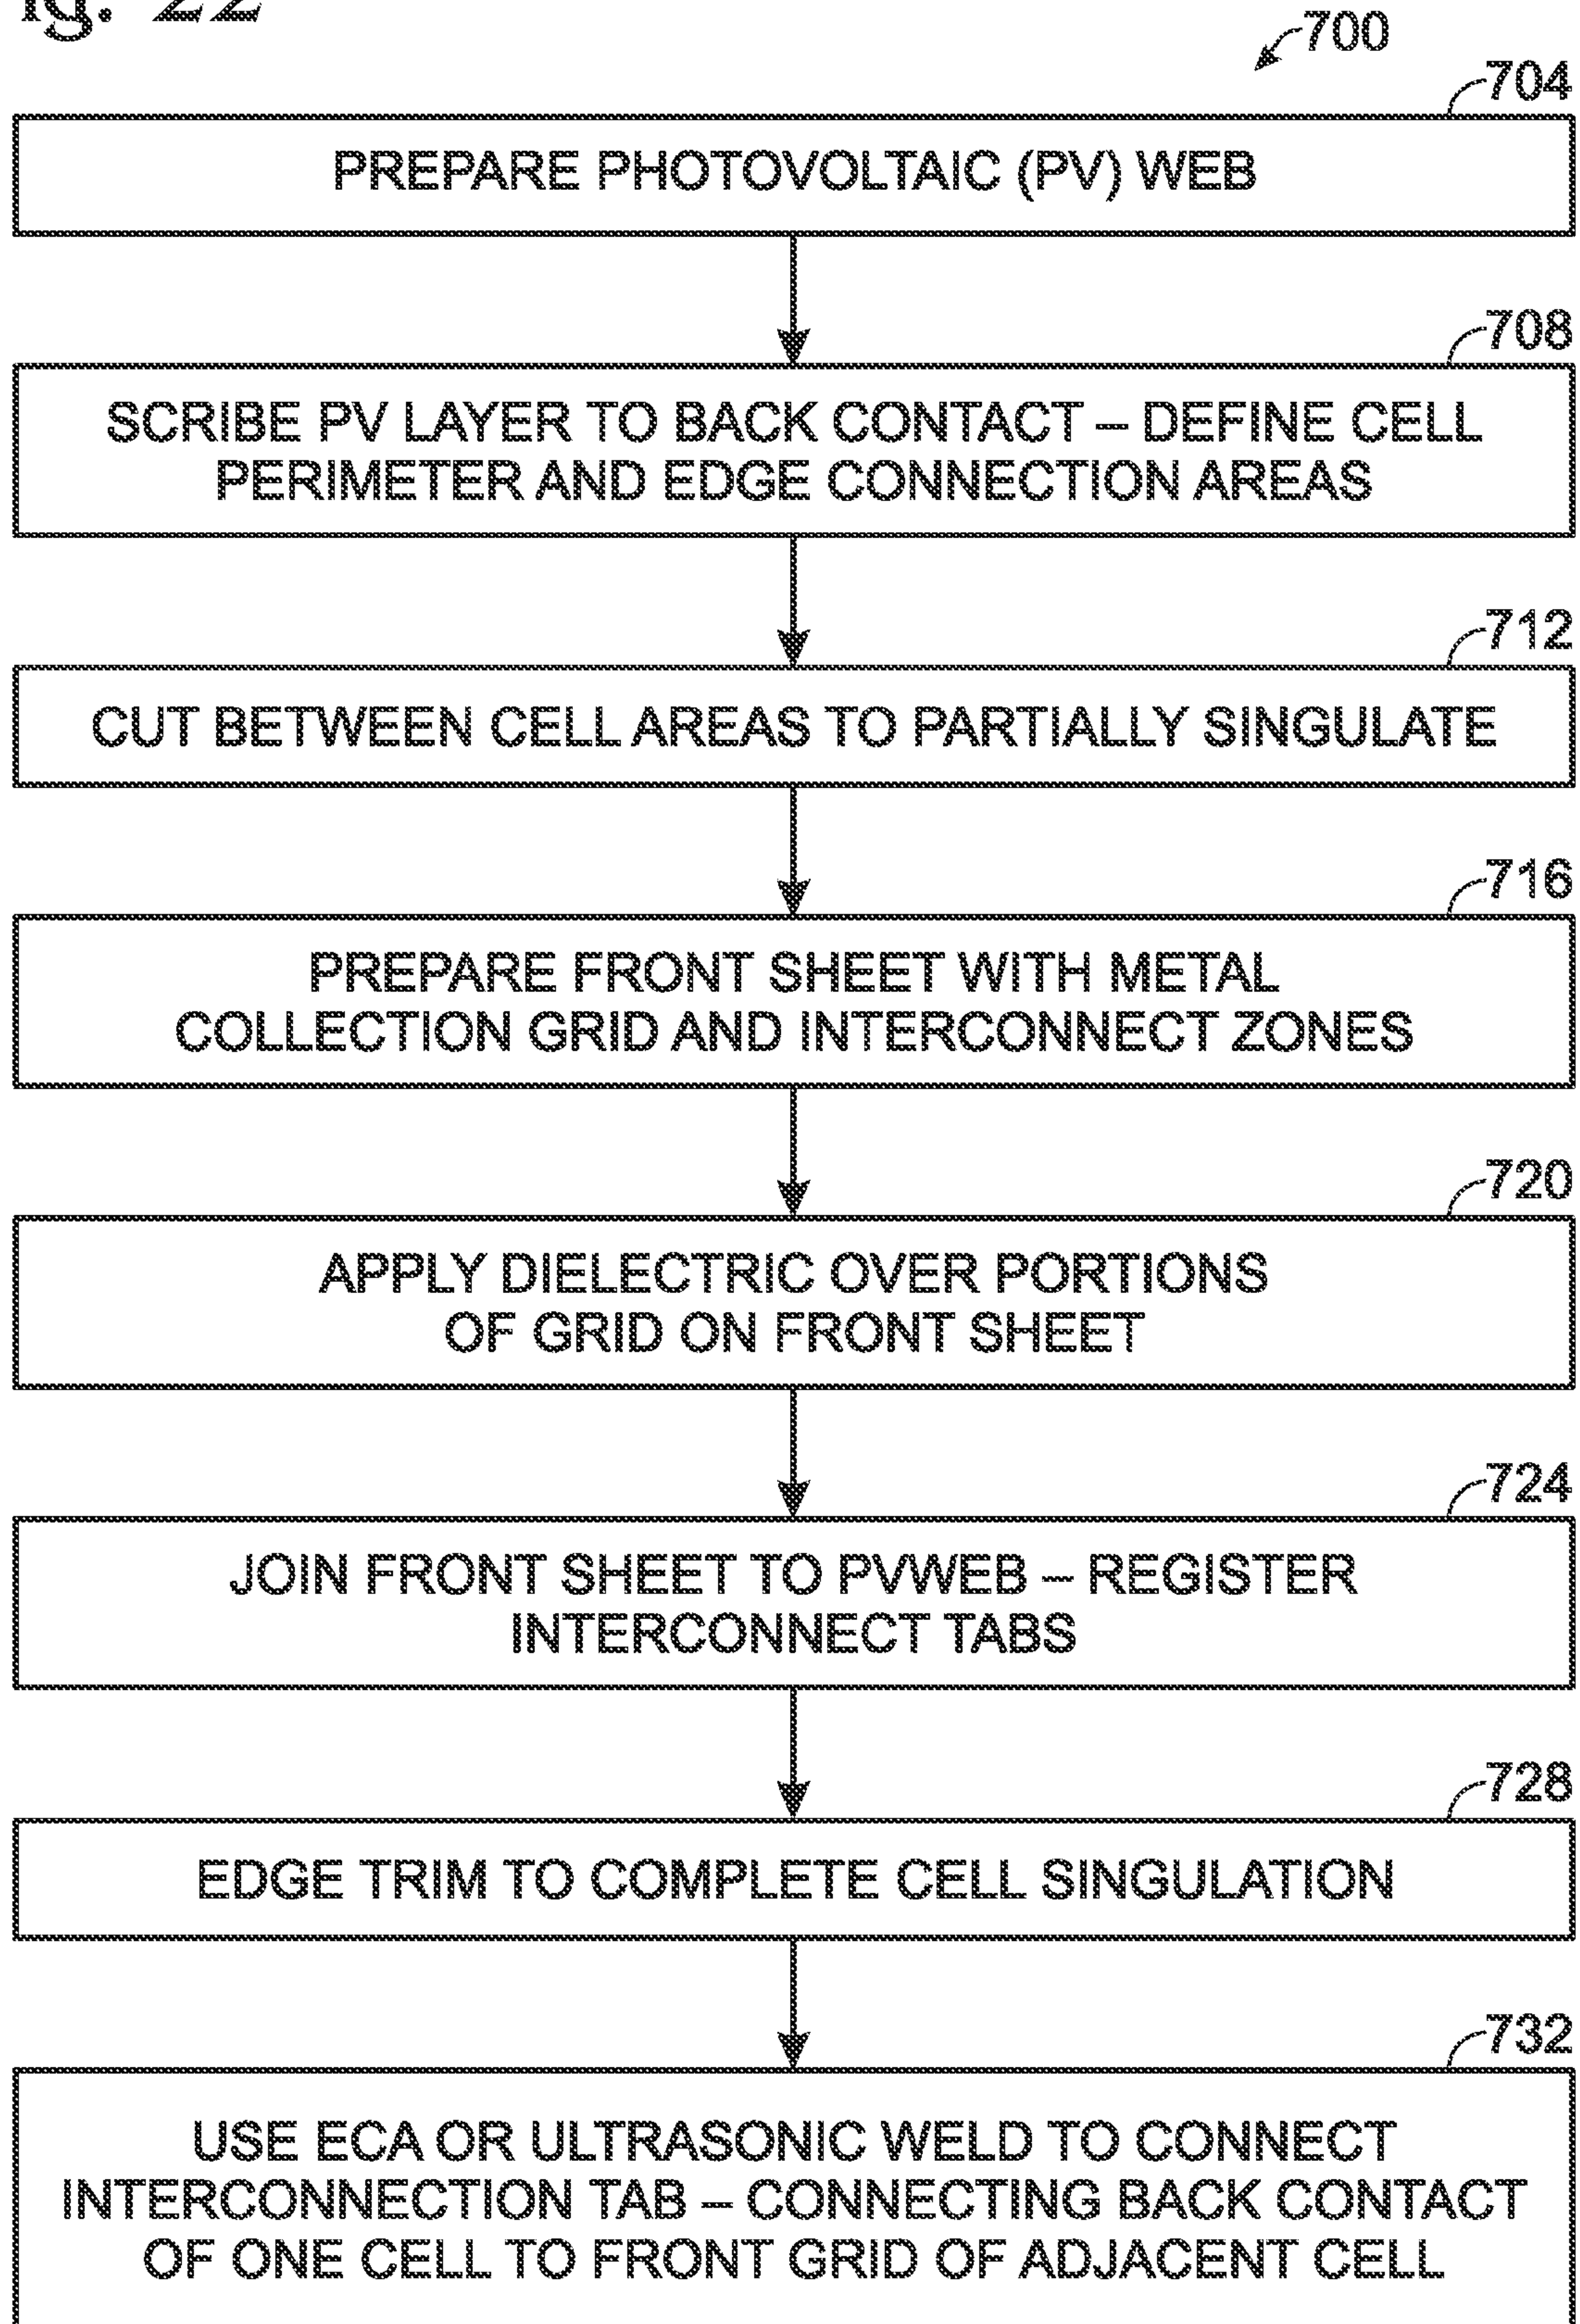 ig. 22
700
704
PREPARE PHOTOVOLTAIC (PV) WEB
708
SCRIBE PV LAYER TO BACK CONTACT – DEFINE CELL
PERIMETER AND EDGE CONNECTION AREAS
712
CUT BETWEEN CELL AREAS TO PARTIALLY SINGULATE
716
PREPARE FRONT SHEET WITH METAL
COLLECTION GRID AND INTERCONNECT ZONES
720
APPLY DIELECTRIC OVER PORTIONS
OF GRID ON FRONT SHEET
724
JOIN FRONT SHEET TO PVWEB – REGISTER
INTERCONNECT TABS
728
EDGE TRIM TO COMPLETE CELL SINGULATION
732
USE ECA OR ULTRASONIC WELD TO CONNECT
INTERCONNECTION TAB – CONNECTING BACK CONTACT
OF ONE CELL TO FRONT GRID OF ADJACENT CELL